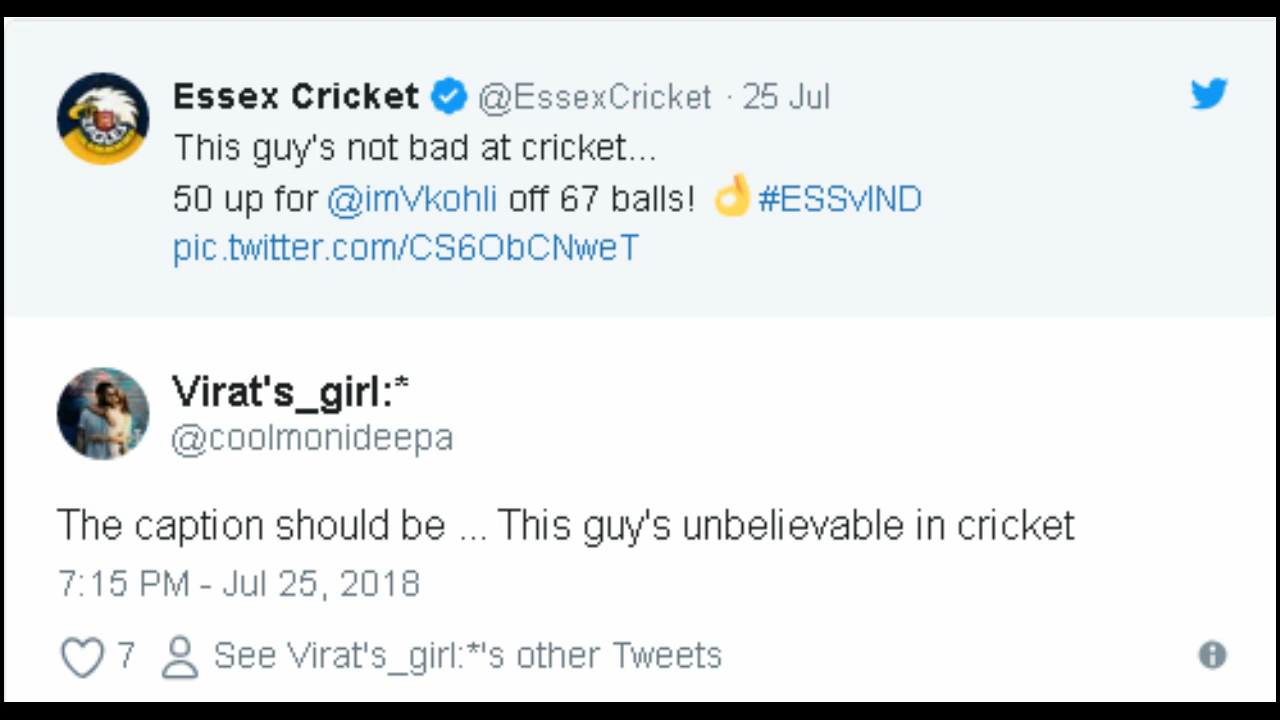 Essex Cricket @EssexCricket · 25 Jul
This guy's not bad at cricket...
50 up for @imVkohli off 67 balls! 👌#ESSvIND
pic.twitter.com/CS6ObCNweT
Virat's_girl:*
@coolmonideepa
The caption should be ... This guy's unbelievable in cricket
7:15 PM - Jul 25, 2018
7 See Virat's_girl:*'s other Tweets